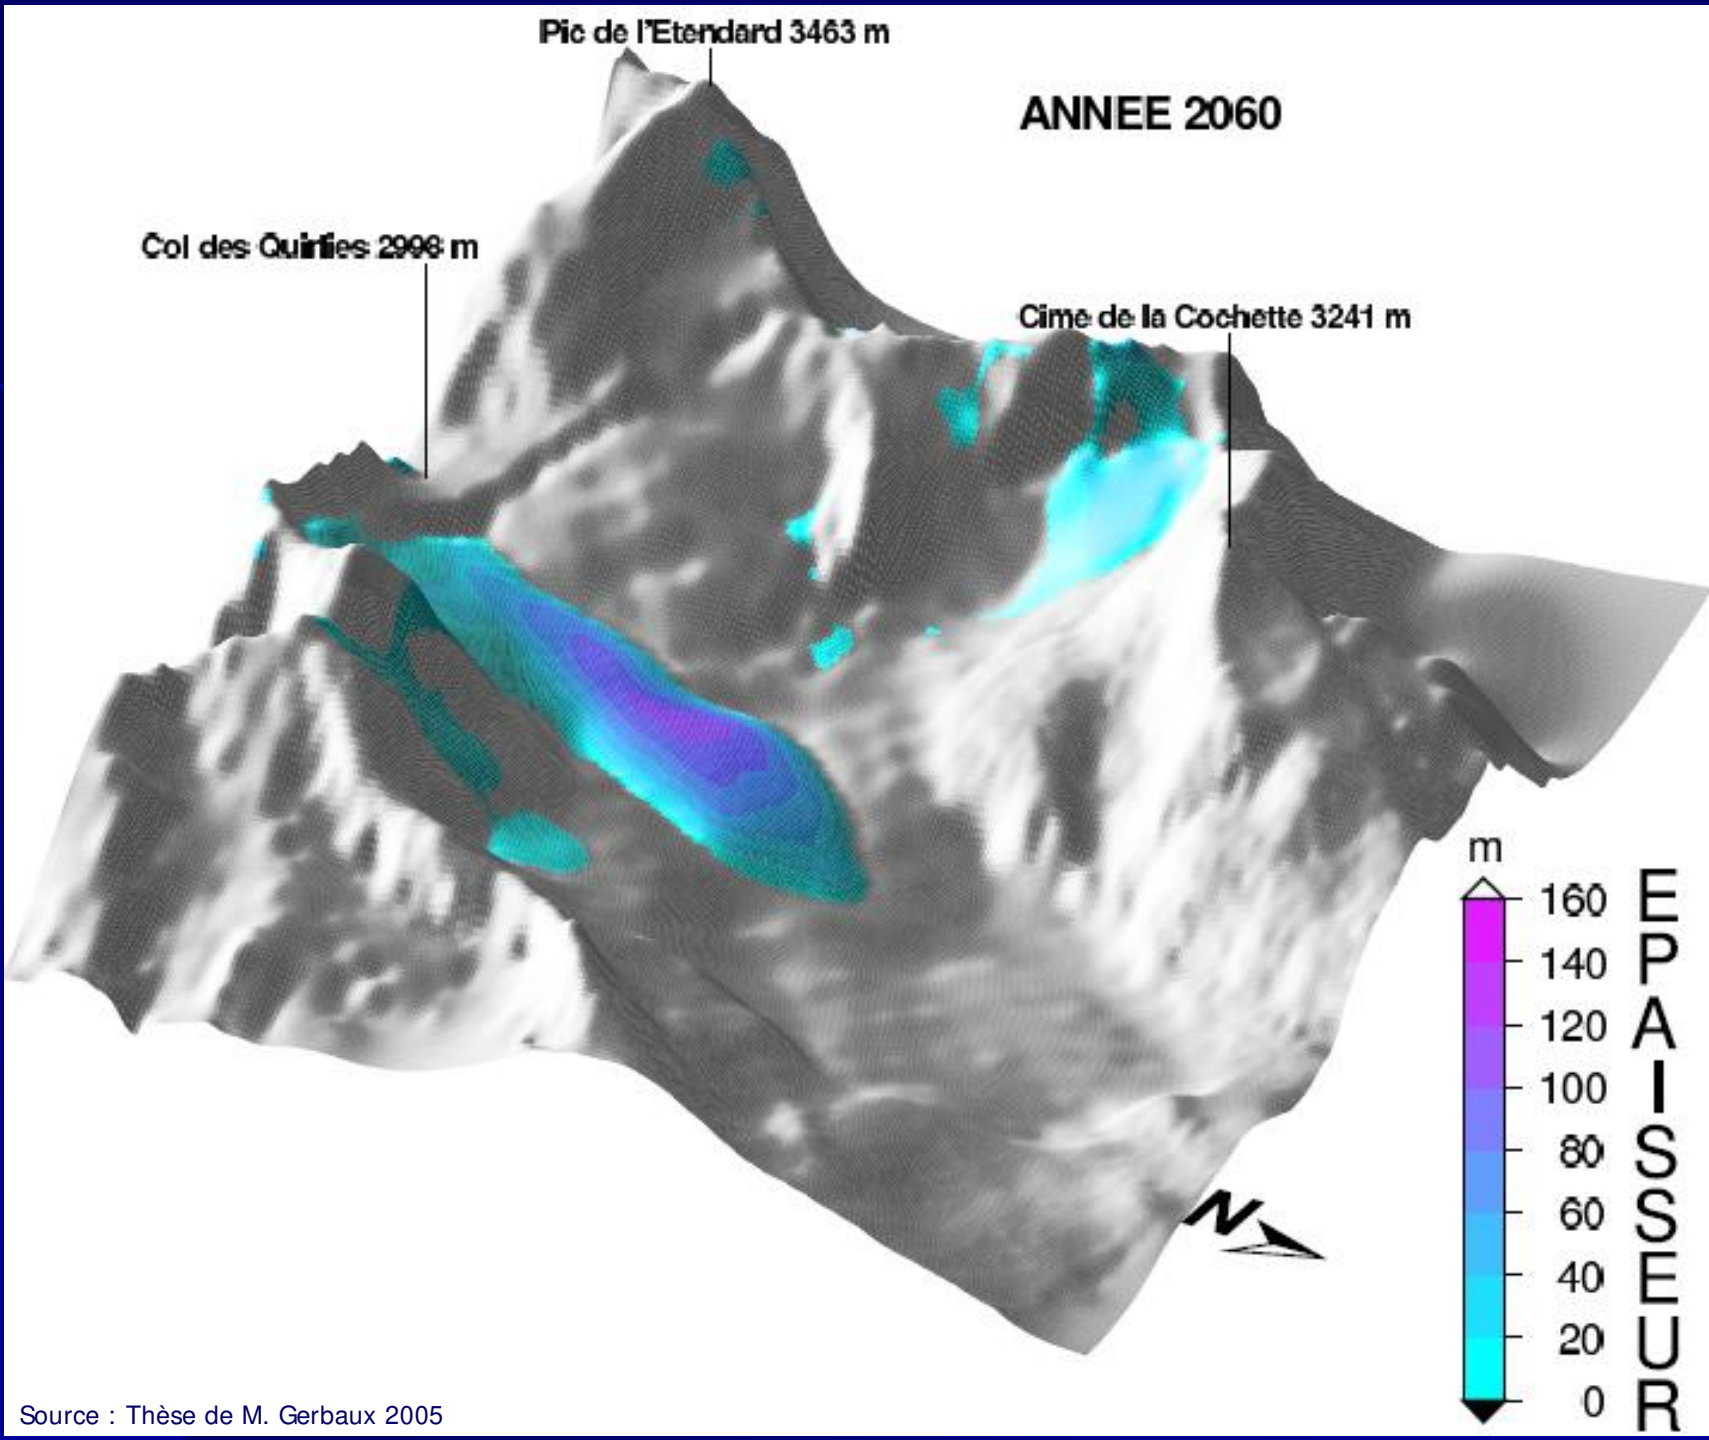 Pic de l'Etendard 3463 m
ANNEE 2060
Col des Quirlies 2998 m
Cime de la Cochette 3241 m
m
160
140
120
100
80
60
40
20
0
EPAISSEUR
N
Source : Thèse de M. Gerbaux 2005